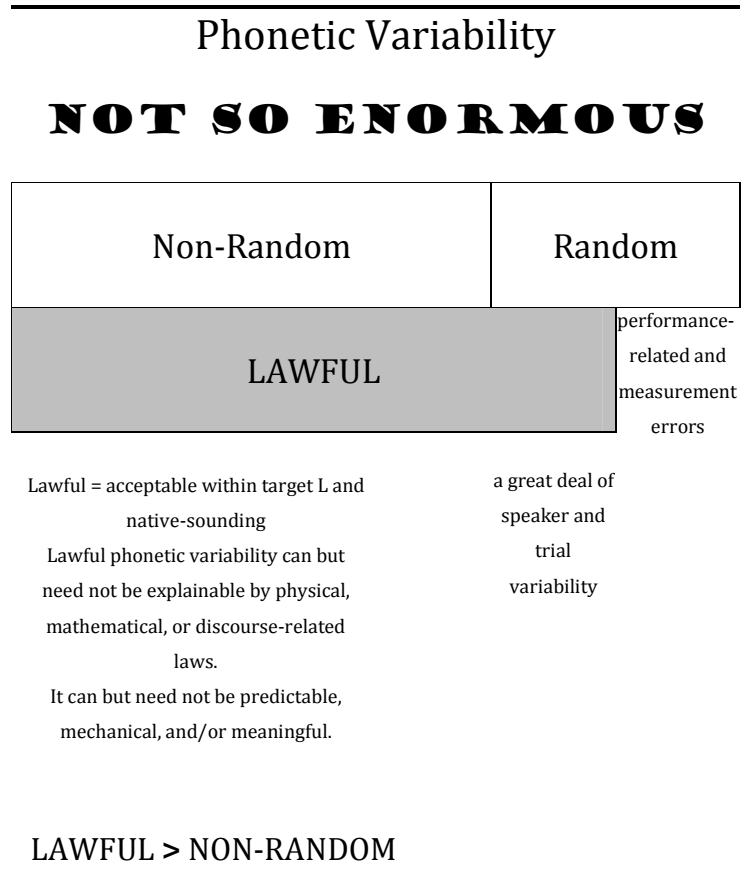 Phonetic Variability
NOT SO ENORMOUS
Non-Random
Random
LAWFUL
performance-
related and
measurement
errors
Lawful = acceptable within target L and
native-sounding
Lawful phonetic variability can but
need not be explainable by physical,
mathematical, or discourse-related
laws.
It can but need not be predictable,
mechanical, and/or meaningful.
a great deal of
speaker and
trial
variability
LAWFUL > NON-RANDOM